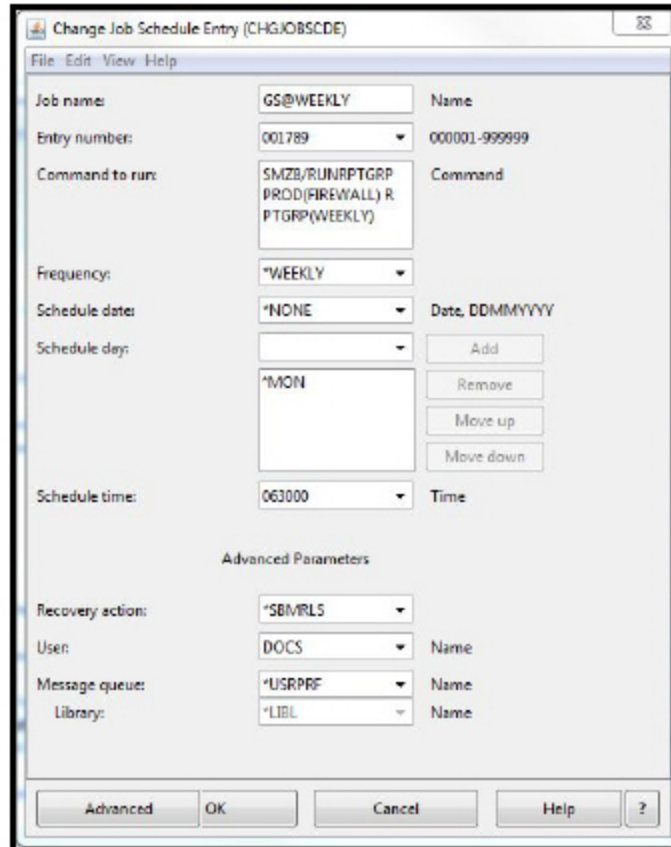 Change Job Schedule Entry (CHGJOBSCDE)
File Edit View Help
Job name: GS@WEEKLY Name
Entry number: 001789 000001-999999
Command to run: SMZ8/RUNRPTGRP Command
PROD(FIREWALL) R
PTGRP(WEEKLY)
Frequency: *WEEKLY
Schedule date: *NONE Date, DDMMYYYY
Schedule day: Add
*MON Remove
Move up
Move down
Schedule time: 063000 Time
Advanced Parameters
Recovery action: *SBMRLS
User: DOCS Name
Message queue: *USRPRF Name
Library: *LIBL Name
Advanced OK Cancel Help ?